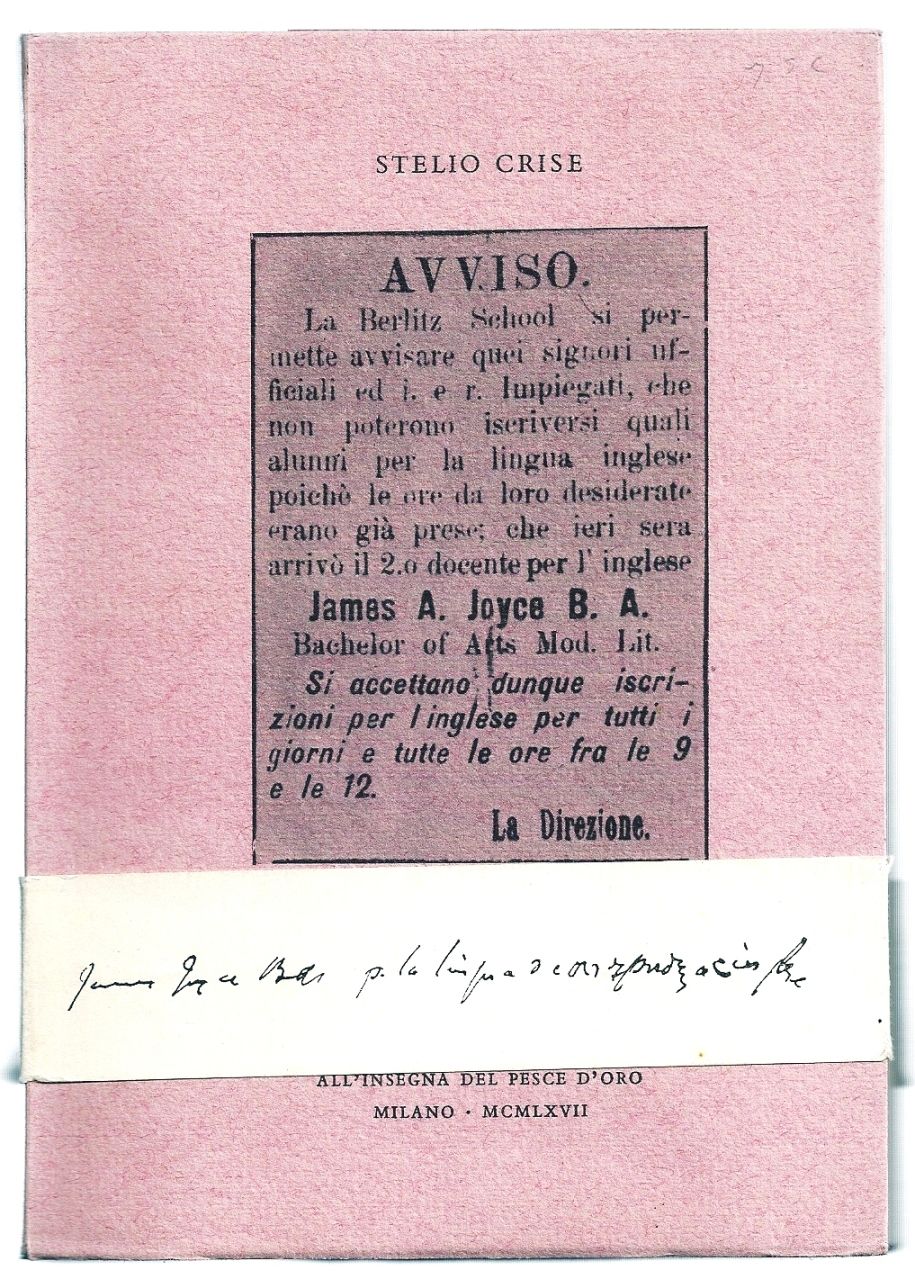 STELIO CRISE
AVVISO.
La Berlitz School si per-
mette avvisare quei signori uf-
ficiali ed i. e r. Impiegati, che
non poterono iscriversi quali
alunni per la lingua inglese
poichè le ore da loro desiderate
erano già prese; che ieri sera
arrivò il 2.o docente per l' inglese
James A. Joyce B. A.
Bachelor of Arts Mod. Lit.
Si accettano dunque iscri-
zioni per l'inglese per tutti i
giorni e tutte le ore fra le 9
e le 12.
La Direzione.
James Joyce p. la lingua
ALL'INSEGNA DEL PESCE D'ORO
MILANO · MCMLXVII